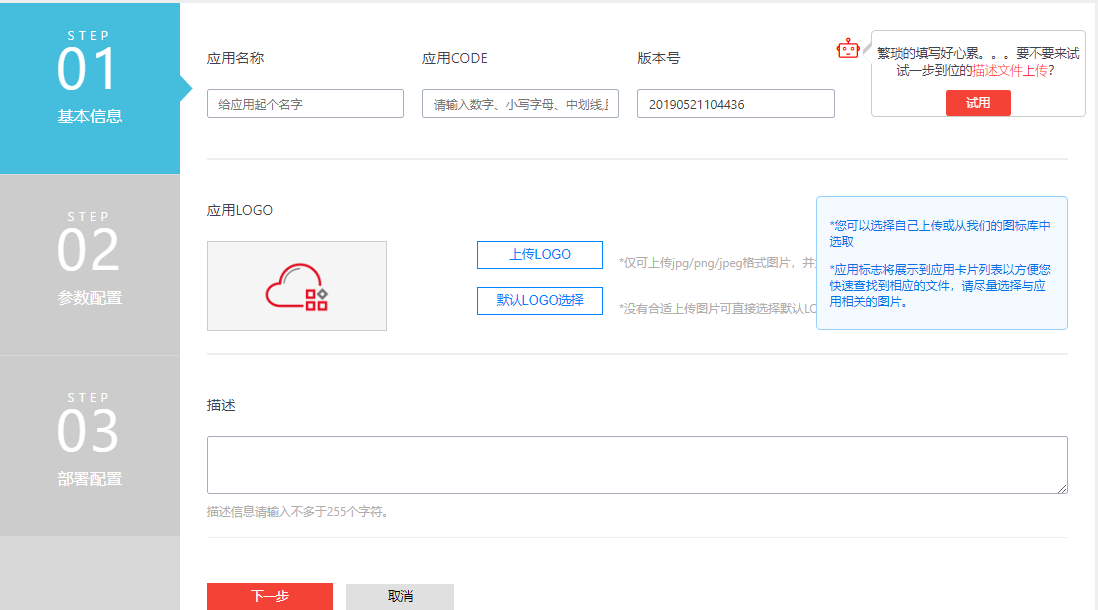 STEP
01
基本信息
STEP
02
参数配置
STEP
03
部署配置
应用名称
应用CODE
版本号
给应用起个名字
请输入数字、小写字母、中划线,
20190521104436
繁琐的填写好心累。。。要不要来试
试一步到位的描述文件上传?
试用
应用LOGO
上传LOGO
*仅可上传jpg/png/jpeg格式图片，并
默认LOGO选择
*没有合适上传图片可直接选择默认LO
*您可以选择自己上传或从我们的图标库中
选取
*应用标志将展示到应用卡片列表以方便您
快速查找到相应的文件，请尽量选择与应
用相关的图片。
描述
描述信息请输入不多于255个字符。
下一步
取消